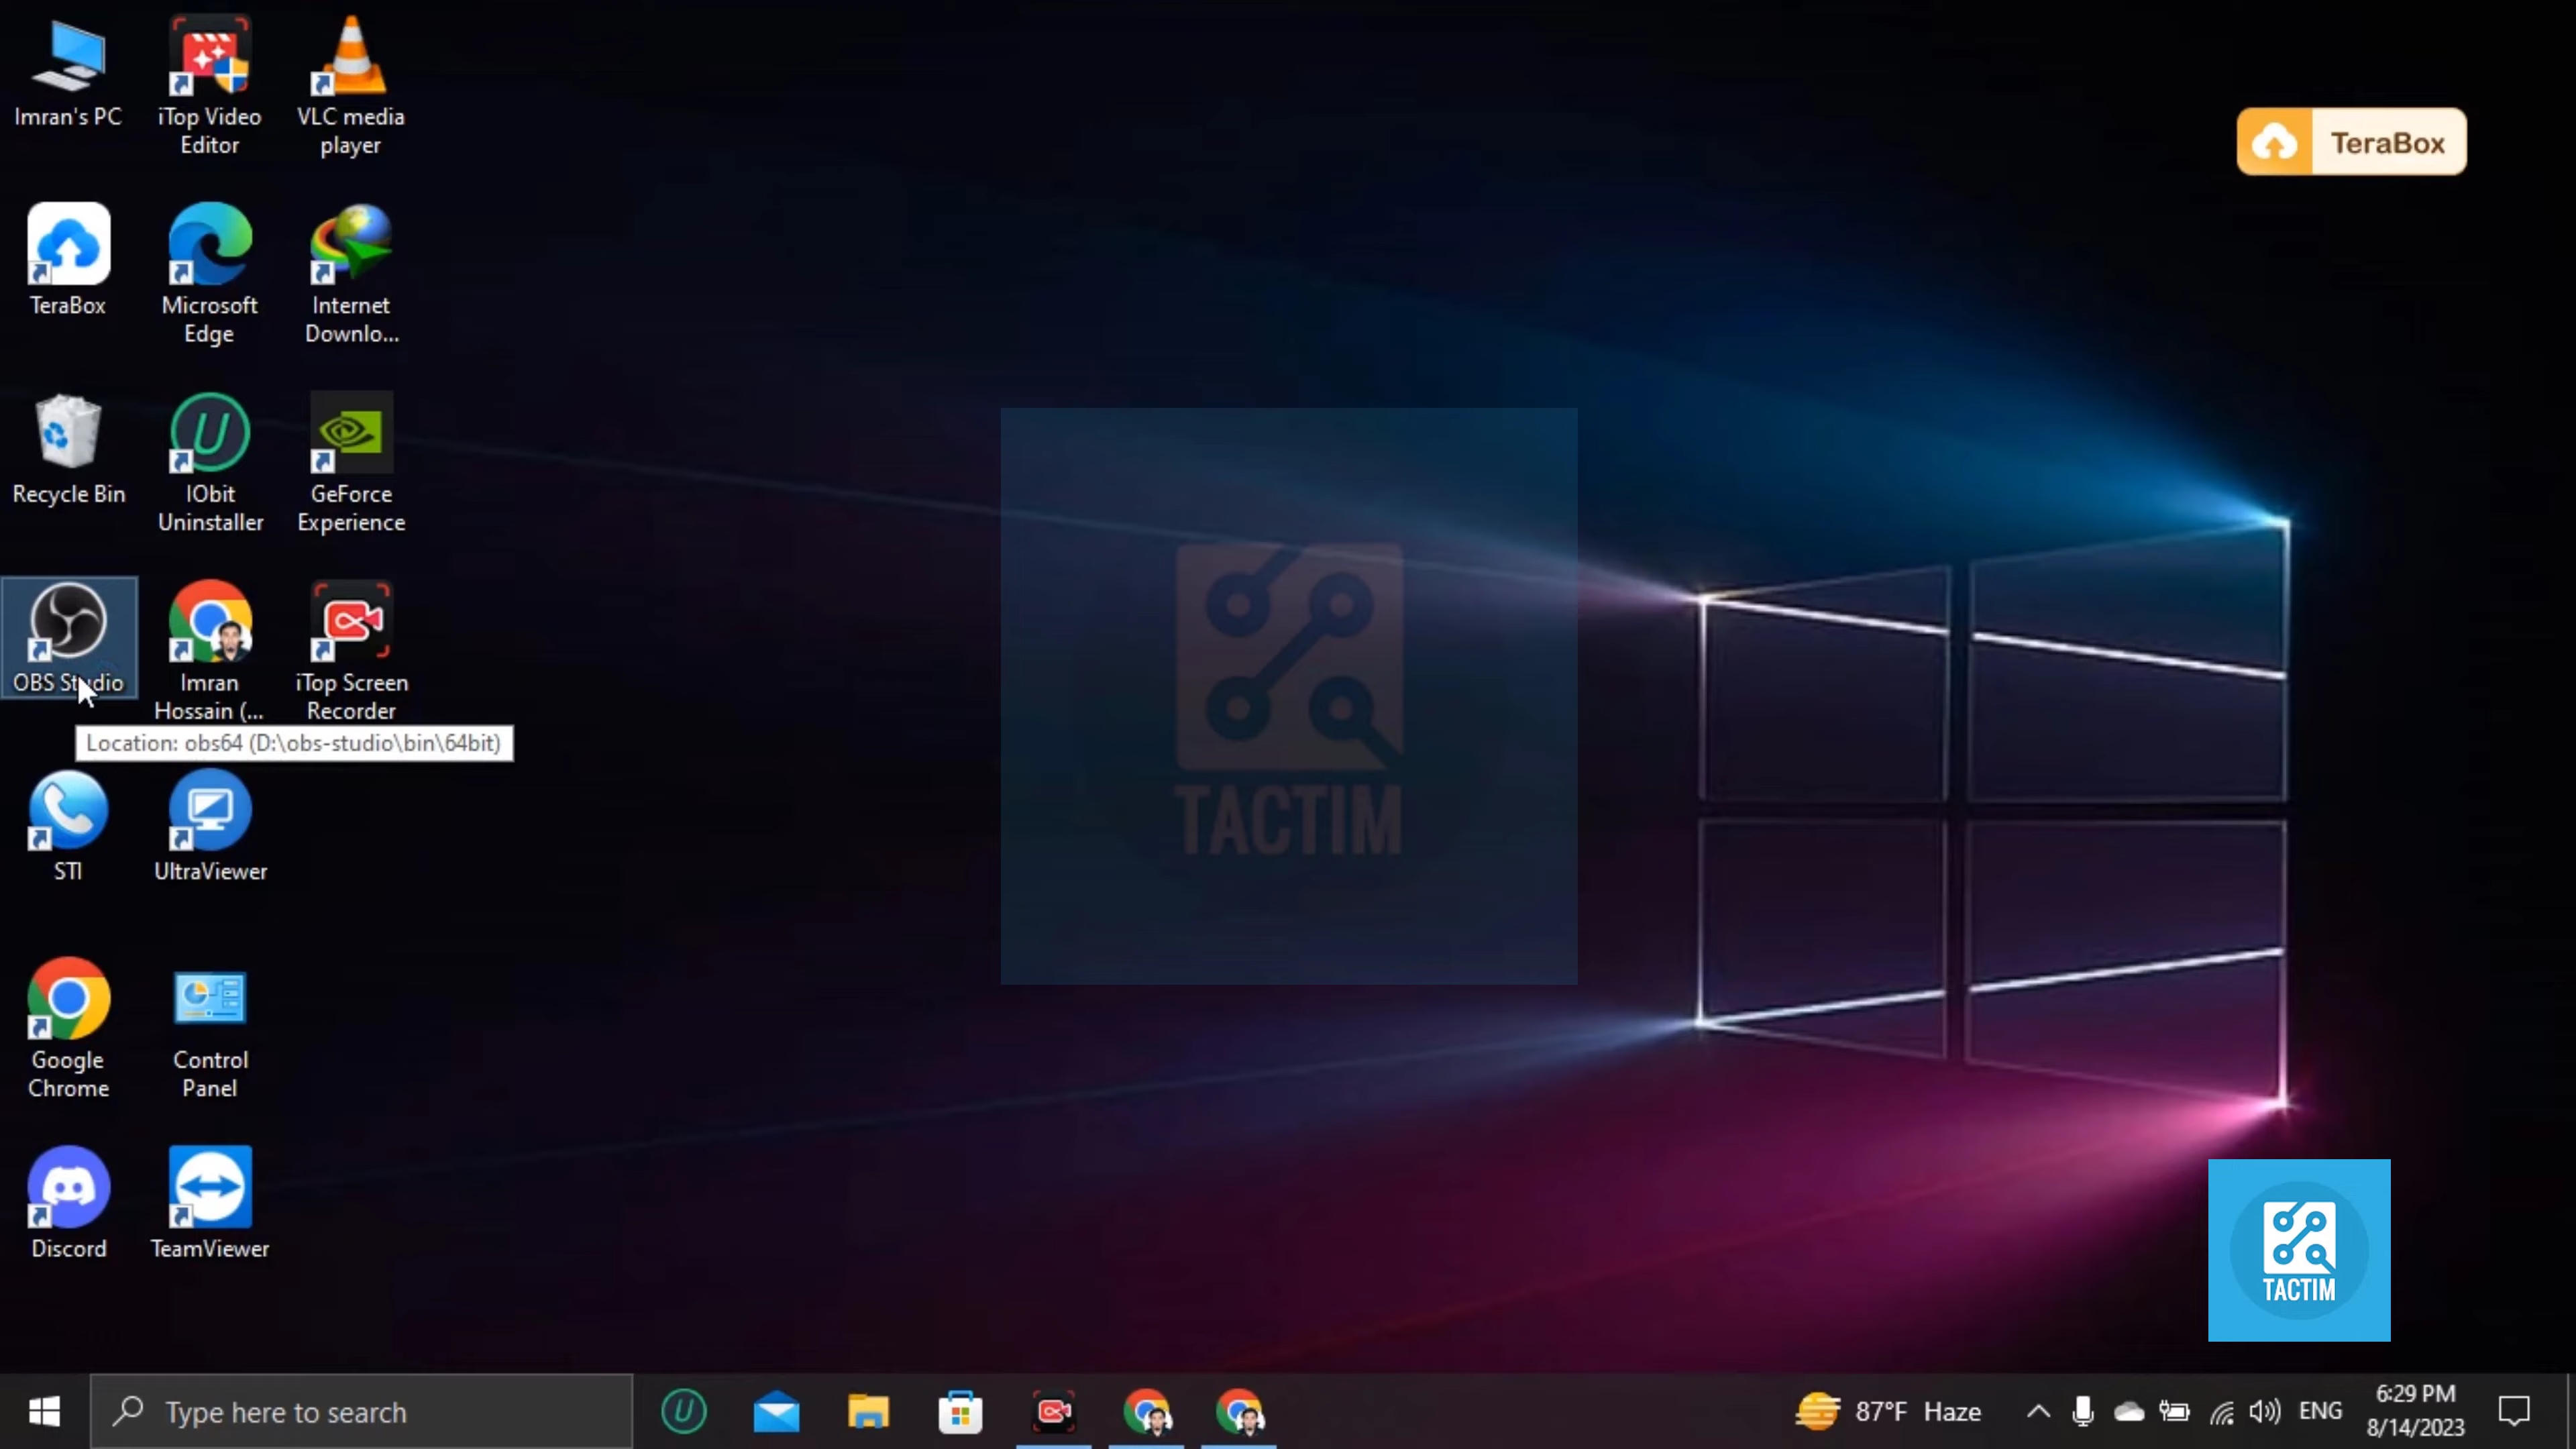 Imran's PC
iTop Video
Editor
VLC media
player
TeraBox
TeraBox
Microsoft
Edge
Internet
Downlo...
Recycle Bin
IObit
Uninstaller
GeForce
Experience
OBS Studio
Imran
Hossain (...
iTop Screen
Recorder
Location: obs64 (D:\obs-studio\bin\64bit)
TACTIM
STI
UltraViewer
Google
Chrome
Control
Panel
Discord
TeamViewer
TACTIM
Type here to search
87°F Haze
ENG
6:29 PM
8/14/2023